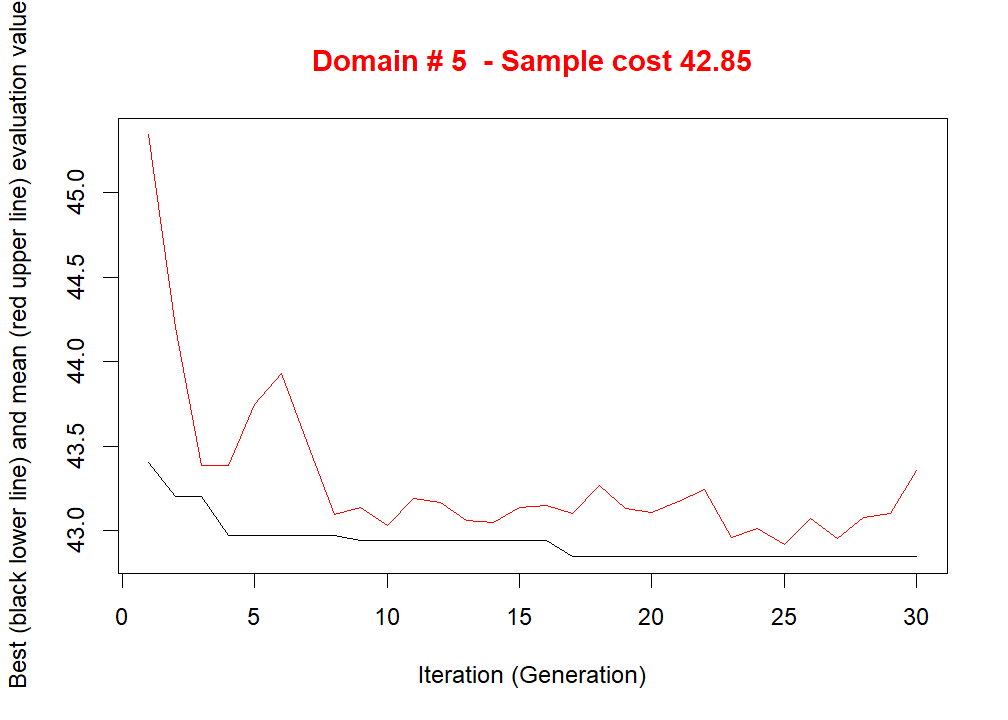 Domain # 5  - Sample cost 42.85
Best (black lower line) and mean (red upper line) evaluation value
45.0
44.5
44.0
43.5
43.0
0 5 10 15 20 25 30
Iteration (Generation)